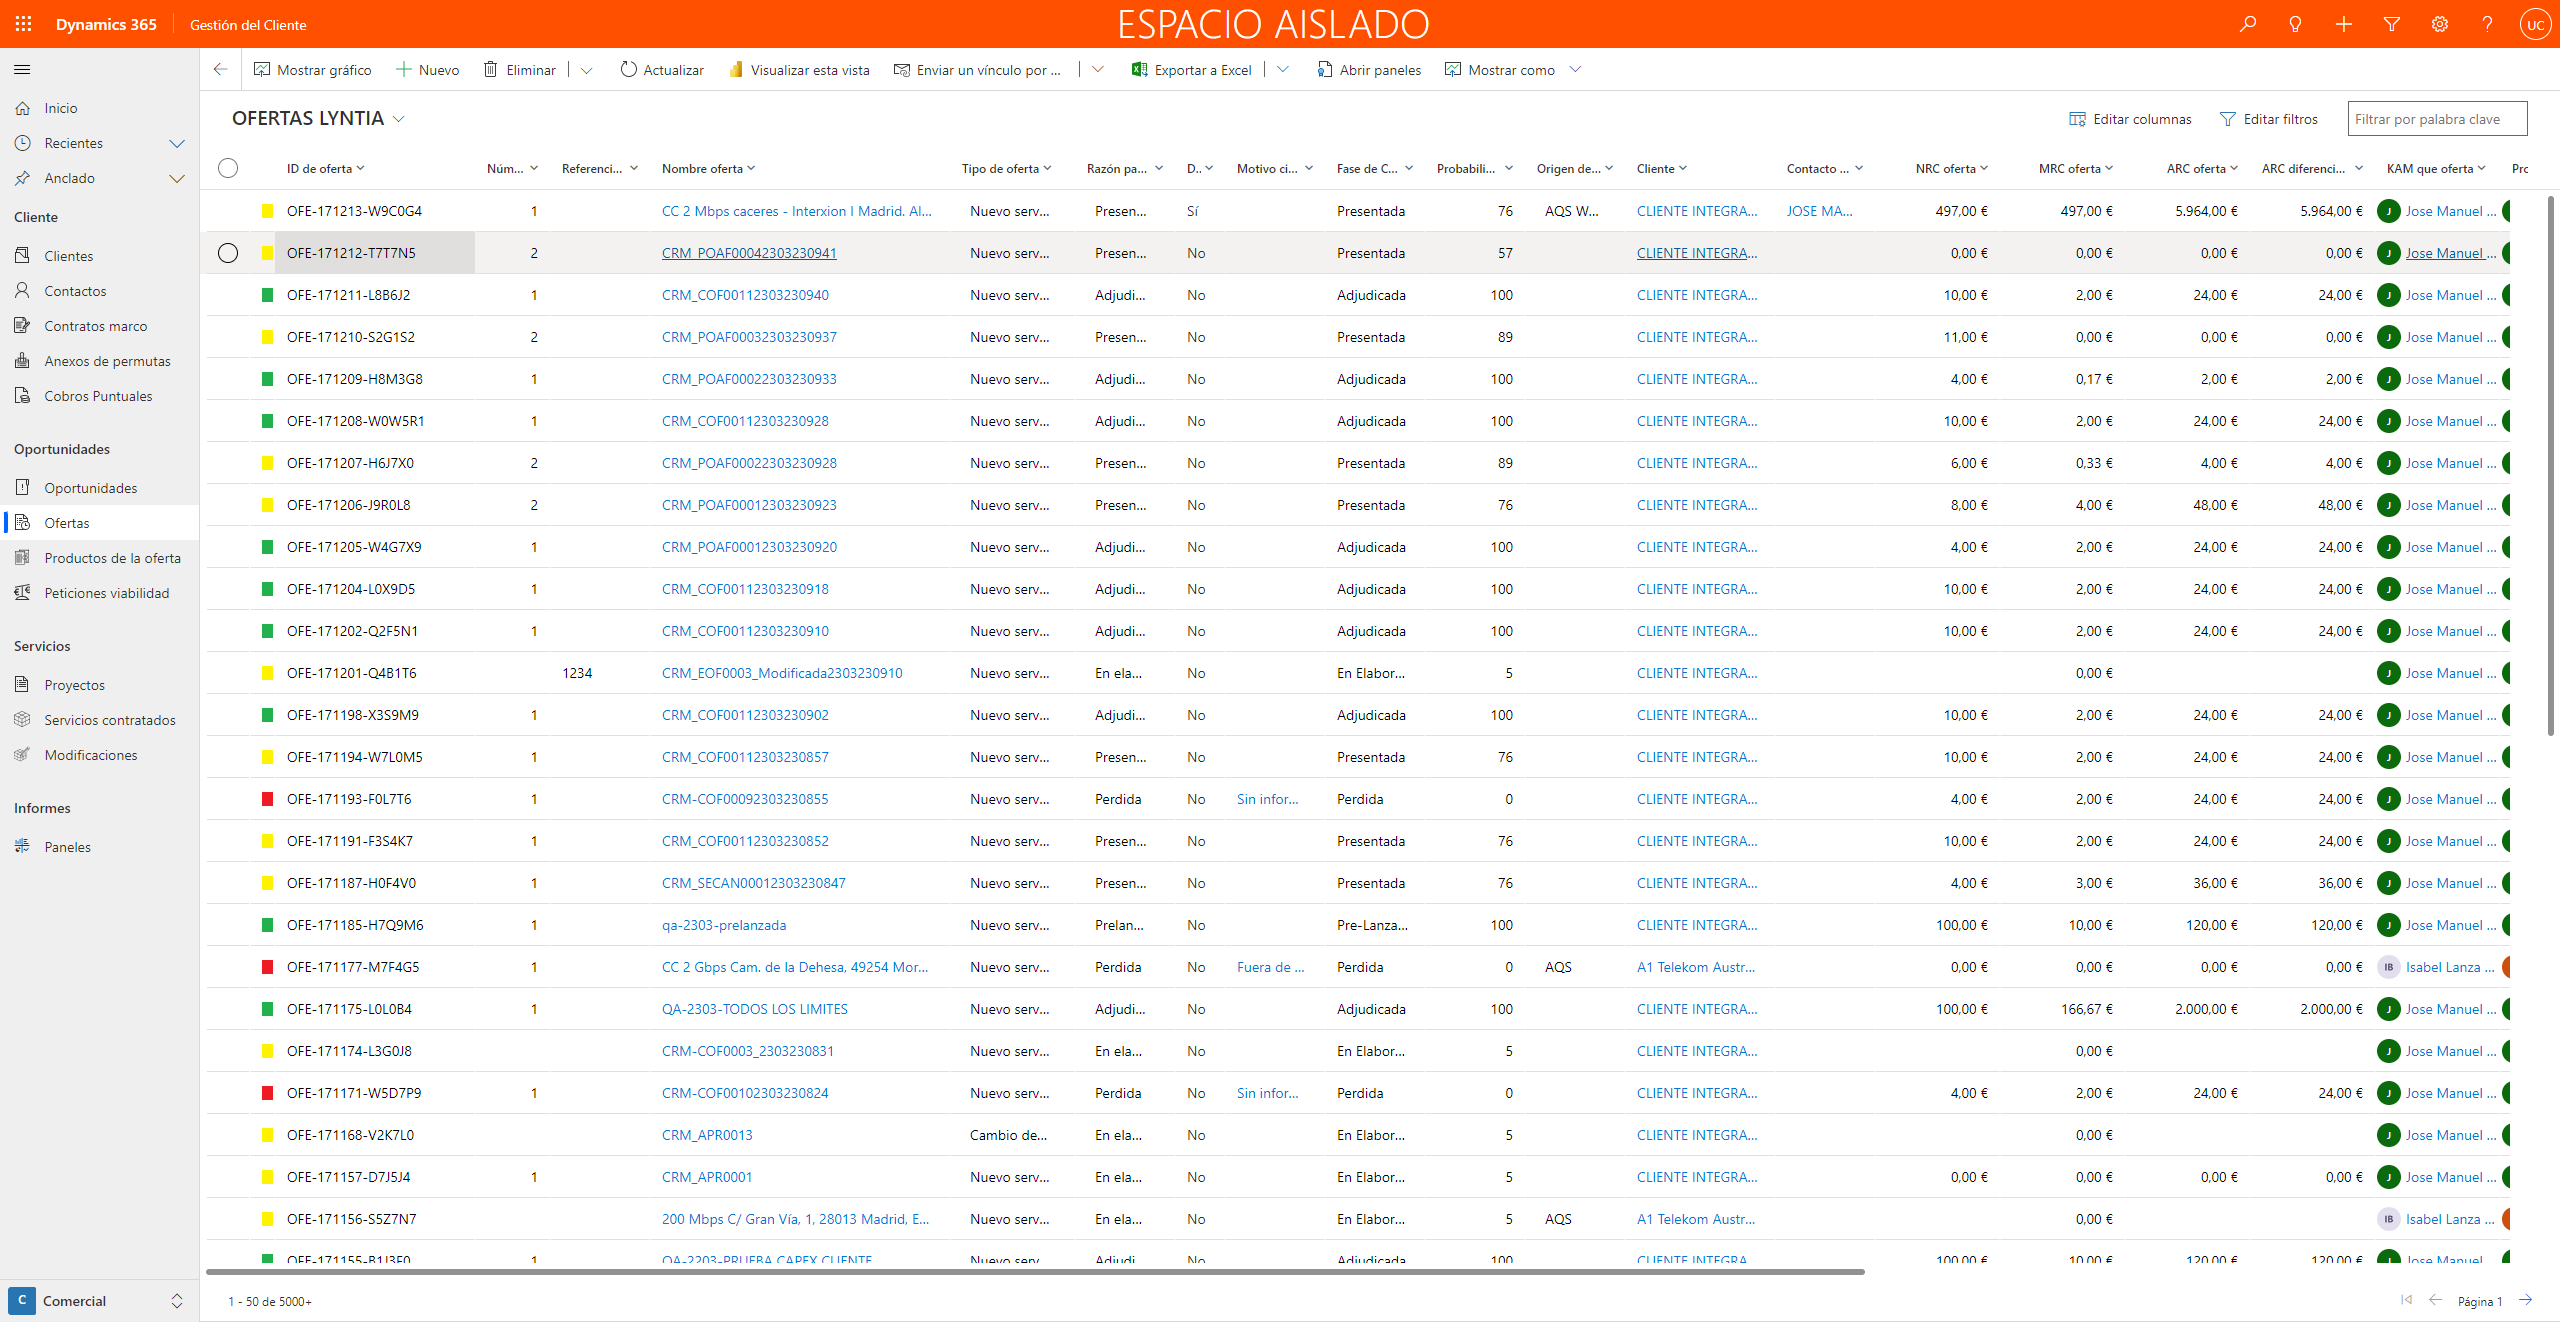 Dynamics 365 Gestión del Cliente ESPACIO AISLADO UC
Mostrar gráfico Nuevo Eliminar Actualizar Visualizar esta vista Enviar un vínculo por ... Exportar a Excel Abrir paneles Mostrar como
Inicio
Recientes
Anclado
Cliente
Clientes
Contactos
Contratos marco
Anexos de permutas
Cobros Puntuales
Oportunidades
Oportunidades
Ofertas
Productos de la oferta
Peticiones viabilidad
Servicios
Proyectos
Servicios contratados
Modificaciones
Informes
Paneles
C Comercial
OFERTAS LYNTIA Editar columnas Editar filtros Filtrar por palabra clave
ID de oferta Núm... Referenci... Nombre oferta Tipo de oferta Razón pa... D.. Motivo ci... Fase de C... Probabili... Origen de... Cliente Contacto ... NRC oferta MRC oferta ARC oferta ARC diferenci... KAM que oferta Prc
OFE-171213-W9C0G4 1 CC 2 Mbps caceres - Interxion I Madrid. Al... Nuevo serv... Presen... Sí Presentada 76 AQS W... CLIENTE INTEGRA... JOSE MA... 497,00 € 497,00 € 5.964,00 € 5.964,00 € J Jose Manuel ...
OFE-171212-T7T7N5 2 CRM_POAF00042303230941 Nuevo serv... Presen... No Presentada 57 CLIENTE INTEGRA... 0,00 € 0,00 € 0,00 € 0,00 € J Jose Manuel ...
OFE-171211-L8B6J2 1 CRM_COF00112303230940 Nuevo serv... Adjudi... No Adjudicada 100 CLIENTE INTEGRA... 10,00 € 2,00 € 24,00 € 24,00 € J Jose Manuel ...
OFE-171210-S2G1S2 2 CRM_POAF00032303230937 Nuevo serv... Presen... No Presentada 89 CLIENTE INTEGRA... 11,00 € 0,00 € 0,00 € 0,00 € J Jose Manuel ...
OFE-171209-H8M3G8 1 CRM_POAF00022303230933 Nuevo serv... Adjudi... No Adjudicada 100 CLIENTE INTEGRA... 4,00 € 0,17 € 2,00 € 2,00 € J Jose Manuel ...
OFE-171208-W0W5R1 1 CRM_COF00112303230928 Nuevo serv... Adjudi... No Adjudicada 100 CLIENTE INTEGRA... 10,00 € 2,00 € 24,00 € 24,00 € J Jose Manuel ...
OFE-171207-H6J7X0 2 CRM_POAF00022303230928 Nuevo serv... Presen... No Presentada 89 CLIENTE INTEGRA... 6,00 € 0,33 € 4,00 € 4,00 € J Jose Manuel ...
OFE-171206-J9R0L8 2 CRM_POAF00012303230923 Nuevo serv... Presen... No Presentada 76 CLIENTE INTEGRA... 8,00 € 4,00 € 48,00 € 48,00 € J Jose Manuel ...
OFE-171205-W4G7X9 1 CRM_POAF00012303230920 Nuevo serv... Adjudi... No Adjudicada 100 CLIENTE INTEGRA... 4,00 € 2,00 € 24,00 € 24,00 € J Jose Manuel ...
OFE-171204-L0X9D5 1 CRM_COF00112303230918 Nuevo serv... Adjudi... No Adjudicada 100 CLIENTE INTEGRA... 10,00 € 2,00 € 24,00 € 24,00 € J Jose Manuel ...
OFE-171202-Q2F5N1 1 CRM_COF00112303230910 Nuevo serv... Adjudi... No Adjudicada 100 CLIENTE INTEGRA... 10,00 € 2,00 € 24,00 € 24,00 € J Jose Manuel ...
OFE-171201-Q4B1T6 1234 CRM_EOF0003_Modificada2303230910 Nuevo serv... En ela... No En Elabor... 5 CLIENTE INTEGRA... 0,00 € J Jose Manuel ...
OFE-171198-X3S9M9 1 CRM_COF00112303230902 Nuevo serv... Adjudi... No Adjudicada 100 CLIENTE INTEGRA... 10,00 € 2,00 € 24,00 € 24,00 € J Jose Manuel ...
OFE-171194-W7L0M5 1 CRM_COF00112303230857 Nuevo serv... Presen... No Presentada 76 CLIENTE INTEGRA... 10,00 € 2,00 € 24,00 € 24,00 € J Jose Manuel ...
OFE-171193-F0L7T6 1 CRM-COF00092303230855 Nuevo serv... Perdida No Sin infor... Perdida 0 CLIENTE INTEGRA... 4,00 € 2,00 € 24,00 € 24,00 € J Jose Manuel ...
OFE-171191-F3S4K7 1 CRM_COF00112303230852 Nuevo serv... Presen... No Presentada 76 CLIENTE INTEGRA... 10,00 € 2,00 € 24,00 € 24,00 € J Jose Manuel ...
OFE-171187-H0F4V0 1 CRM_SECAN00012303230847 Nuevo serv... Presen... No Presentada 76 CLIENTE INTEGRA... 4,00 € 3,00 € 36,00 € 36,00 € J Jose Manuel ...
OFE-171185-H7Q9M6 1 qa-2303-prelanzada Nuevo serv... Prelan... No Pre-Lanza... 100 CLIENTE INTEGRA... 100,00 € 10,00 € 120,00 € 120,00 € J Jose Manuel ...
OFE-171177-M7F4G5 1 CC 2 Gbps Cam. de la Dehesa, 49254 Mor... Nuevo serv... Perdida No Fuera de ... Perdida 0 AQS A1 Telekom Austr... 0,00 € 0,00 € 0,00 € 0,00 € IB Isabel Lanza ...
OFE-171175-L0L0B4 1 QA-2303-TODOS LOS LIMITES Nuevo serv... Adjudi... No Adjudicada 100 CLIENTE INTEGRA... 100,00 € 166,67 € 2.000,00 € 2.000,00 € J Jose Manuel ...
OFE-171174-L3G0J8 CRM-COF0003_2303230831 Nuevo serv... En ela... No En Elabor... 5 CLIENTE INTEGRA... 0,00 € J Jose Manuel ...
OFE-171171-W5D7P9 1 CRM-COF00102303230824 Nuevo serv... Perdida No Sin infor... Perdida 0 CLIENTE INTEGRA... 4,00 € 2,00 € 24,00 € 24,00 € J Jose Manuel ...
OFE-171168-V2K7L0 CRM_APR0013 Cambio de... En ela... No En Elabor... 5 CLIENTE INTEGRA... 0,00 € J Jose Manuel ...
OFE-171157-D7J5J4 1 CRM_APR0001 Nuevo serv... En ela... No En Elabor... 5 CLIENTE INTEGRA... 0,00 € 0,00 € 0,00 € 0,00 € J Jose Manuel ...
OFE-171156-S5Z7N7 200 Mbps C/ Gran Vía, 1, 28013 Madrid, E... Nuevo serv... En ela... No En Elabor... 5 AQS A1 Telekom Austr... 0,00 € IB Isabel Lanza ...
OFE-171155-B1J3F0 1 QA-2203-PRUEBA CAPEX CLIENTE Nuevo serv... Adjudi... No Adjudicada 100 CLIENTE INTEGRA... 100,00 € 10,00 € 120,00 € 120,00 € J Jose Manuel ...
1 - 50 de 5000+ Página 1